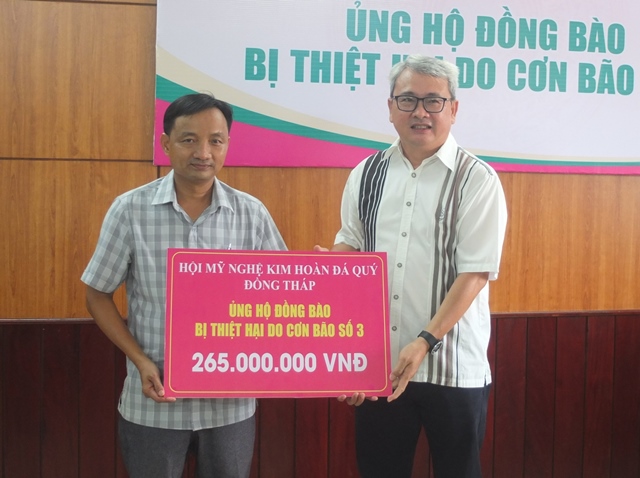 ỦNG HỘ ĐỒNG BÀO
BỊ THIỆT HẠI DO CƠN BÃO
HỘI MỸ NGHỆ KIM HOÀN ĐÁ QUÝ
ĐỒNG THÁP
ỦNG HỘ ĐỒNG BÀO
BỊ THIỆT HẠI DO CƠN BÃO SỐ 3
265.000.000 VNĐ